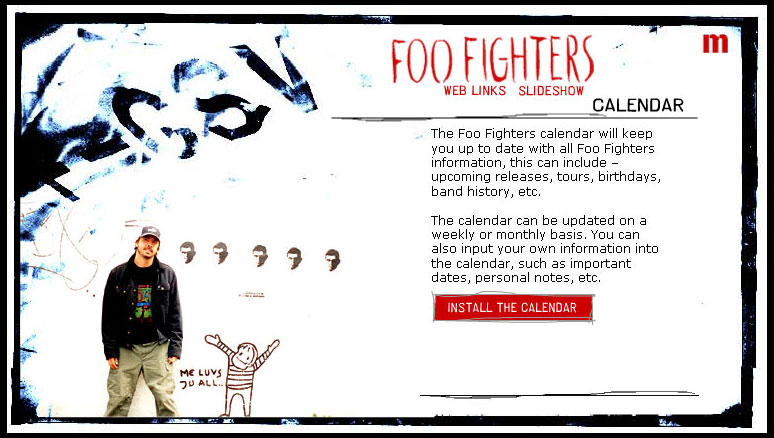 FOO FIGHTERS
m
WEB LINKS SLIDESHOW
CALENDAR
The Foo Fighters calendar will keep
you up to date with all Foo Fighters
information, this can include –
upcoming releases, tours, birthdays,
band history, etc.
The calendar can be updated on a
weekly or monthly basis. You can
also input your own information into
the calendar, such as important
dates, personal notes, etc.
INSTALL THE CALENDAR
ME LUVS
JU ALL..